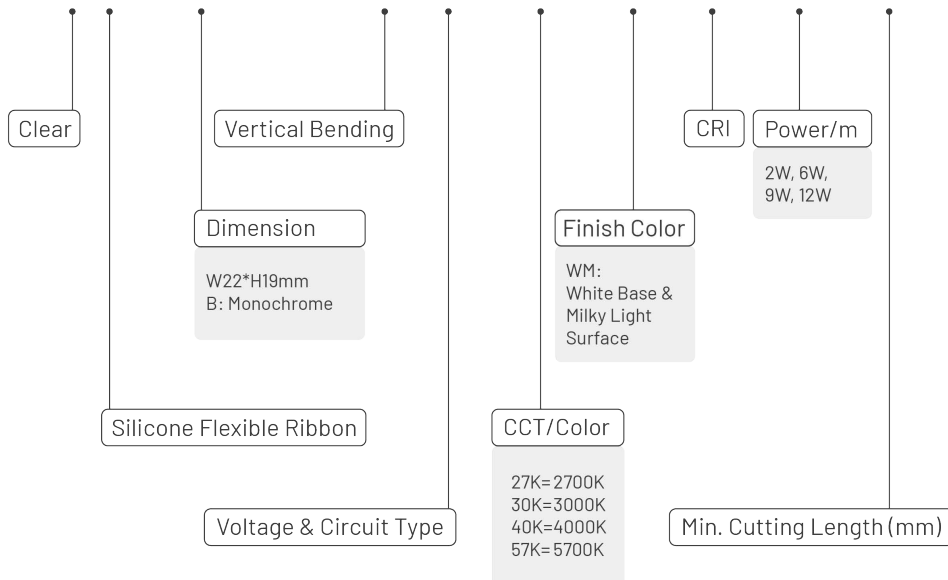 Clear
Vertical Bending
CRI
Power/m
2W, 6W,
9W, 12W
Dimension
W22*H19mm
B: Monochrome
Finish Color
WM:
White Base &
Milky Light
Surface
Silicone Flexible Ribbon
CCT/Color
27K=2700K
30K=3000K
40K=4000K
57K=5700K
Voltage & Circuit Type
Min. Cutting Length (mm)